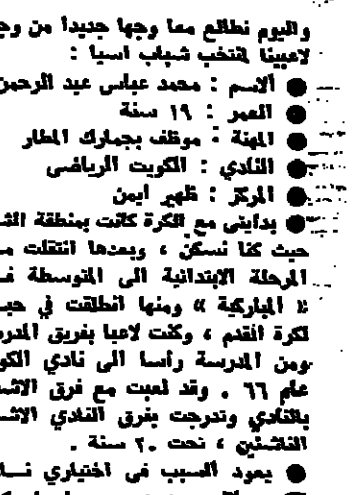 واليوم نطالع معا وجها جديدا من وجـ
لاعبينا لمنتخب شباب اسيا :
● الاسم : محمد عباس عبد الرحمن
● العمر : ١٩ سنة
● المهنة : موظف بجمارك المطار
● النادي : الكويت الرياضى
● المركز : ظهير ايمن
● بدايتى مع الكرة كانت بمنطقة الشـ
حيث كنا نسكن ، وبعدها انتقلت مـ
المرحلة الابتدائية الى المتوسطة فـ
« المباركية » ومنها انطلقت في حبـ
لكرة القدم ، وكنت لاعبا بفريق المدر
ومن المدرسة رأسا الى نادي الكو
عام ٦٦ . وقد لعبت مع فرق الاشـ
بالنادي وتدرجت بفرق النادي الاشـ
الناشئين ، تحت ٢٠ سنة .
● يعود السبب فى اختياري نـا